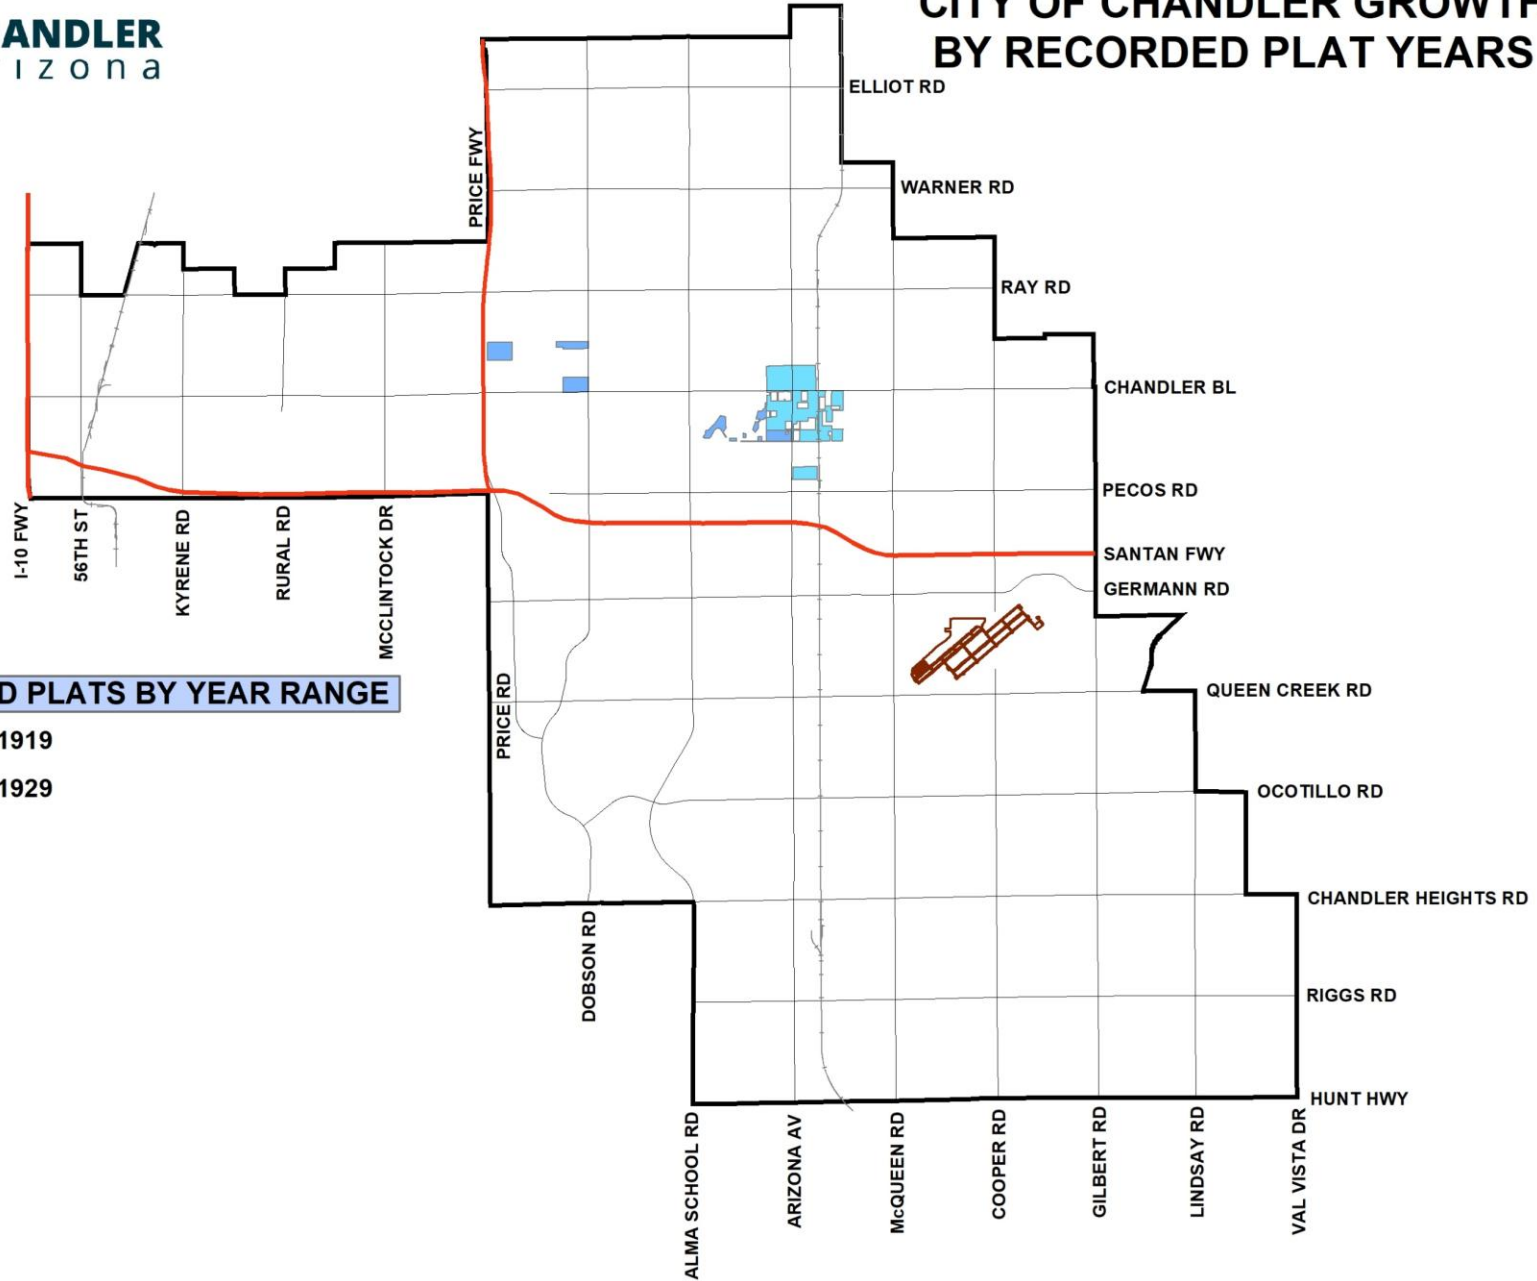 ANDLER
izona
CITY OF CHANDLER GROWTH
BY RECORDED PLAT YEARS
ELLIOT RD
PRICE FWY
WARNER RD
RAY RD
CHANDLER BL
PECOS RD
I-10 FWY
56TH ST
KYRENE RD
RURAL RD
MCCLINTOCK DR
SANTAN FWY
GERMANN RD
D PLATS BY YEAR RANGE
PRICE RD
QUEEN CREEK RD
1919
1929
OCOTILLO RD
CHANDLER HEIGHTS RD
DOBSON RD
RIGGS RD
HUNT HWY
ALMA SCHOOL RD
ARIZONA AV
McQUEEN RD
COOPER RD
GILBERT RD
LINDSAY RD
VAL VISTA DR